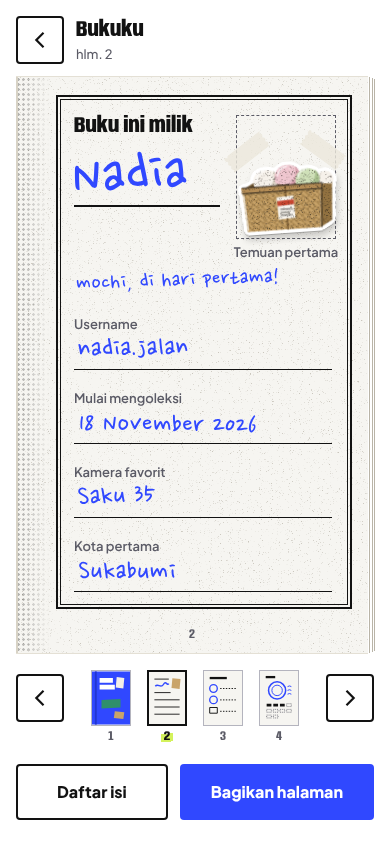 Bukuku
hlm. 2
Buku ini milik
Nadia
Temuan pertama
mochi, di hari pertama!
Username
nadia.jalan
Mulai mengoleksi
18 November 2026
Kamera favorit
Saku 35
Kota pertama
Sukabumi
2
1
2
3
4
Daftar isi
Bagikan halaman